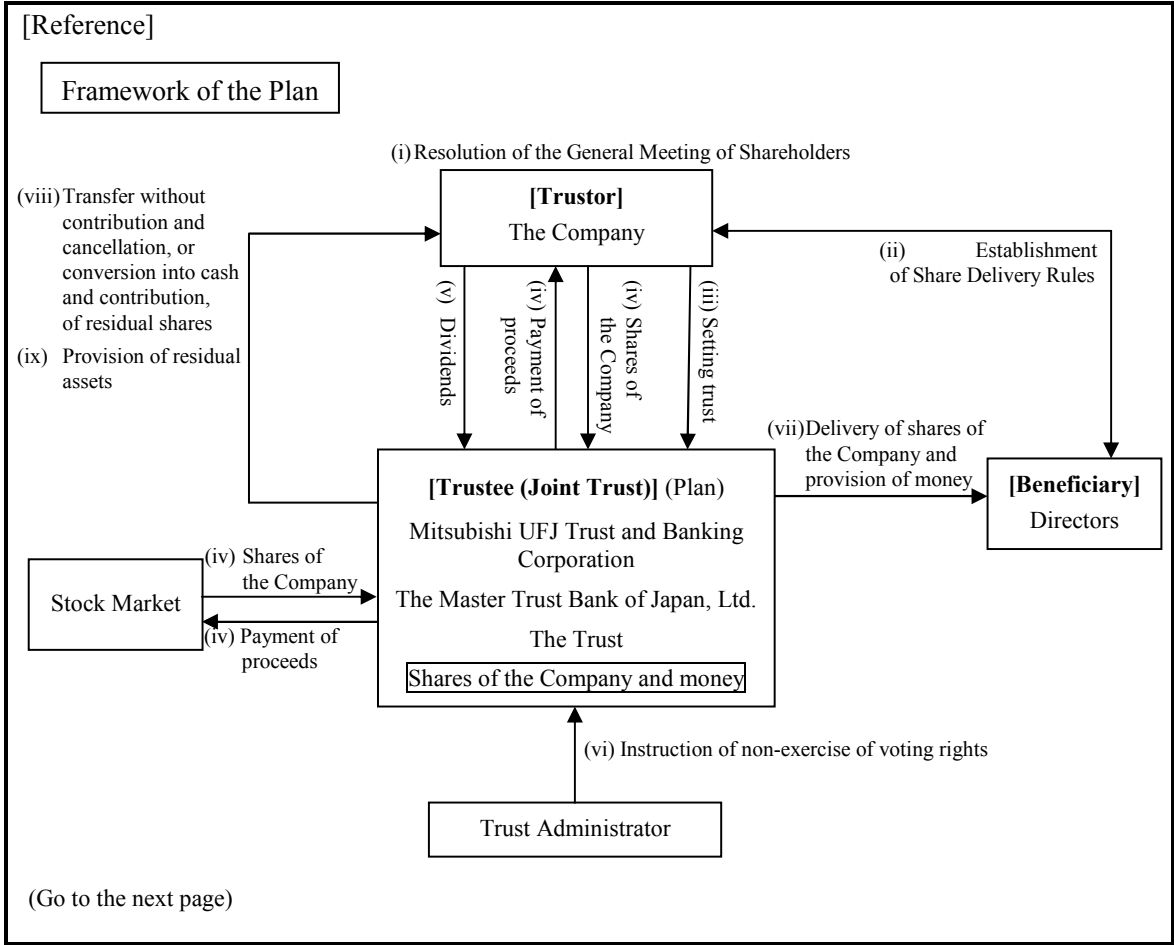 [Reference]
Framework of the Plan
(i) Resolution of the General Meeting of Shareholders
(viii) Transfer without
contribution and
cancellation, or
conversion into cash
and contribution,
of residual shares
(ix) Provision of residual
assets
[Trustor]
The Company
(ii) Establishment
of Share Delivery Rules
(v) Dividends
(iv) Payment of
proceeds
(iv) Shares of
the Company
(iii) Setting trust
(vii) Delivery of shares of
the Company and
provision of money
[Trustee (Joint Trust)] (Plan)
Mitsubishi UFJ Trust and Banking
Corporation
The Master Trust Bank of Japan, Ltd.
The Trust
Shares of the Company and money
[Beneficiary]
Directors
Stock Market
(iv) Shares of
the Company
(iv) Payment of
proceeds
(vi) Instruction of non-exercise of voting rights
Trust Administrator
(Go to the next page)